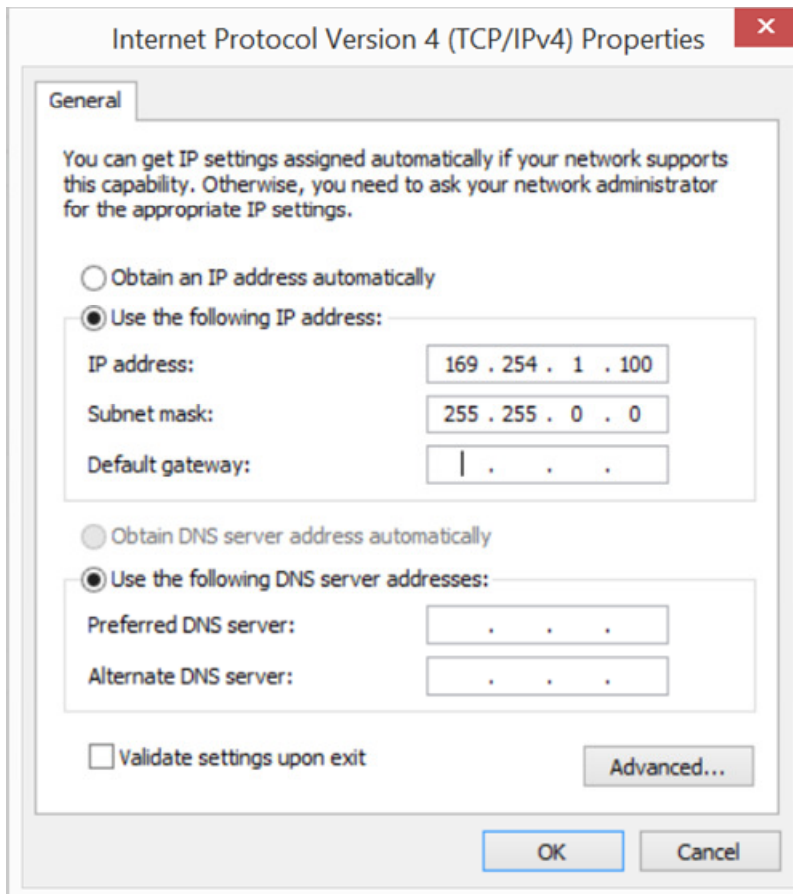 Internet Protocol Version 4 (TCP/IPv4) Properties
General
You can get IP settings assigned automatically if your network supports
this capability. Otherwise, you need to ask your network administrator
for the appropriate IP settings.
Obtain an IP address automatically
Use the following IP address:
IP address: 169 . 254 . 1 . 100
Subnet mask: 255 . 255 . 0 . 0
Default gateway: . . .
Obtain DNS server address automatically
Use the following DNS server addresses:
Preferred DNS server: . . .
Alternate DNS server: . . .
Validate settings upon exit
Advanced...
OK Cancel